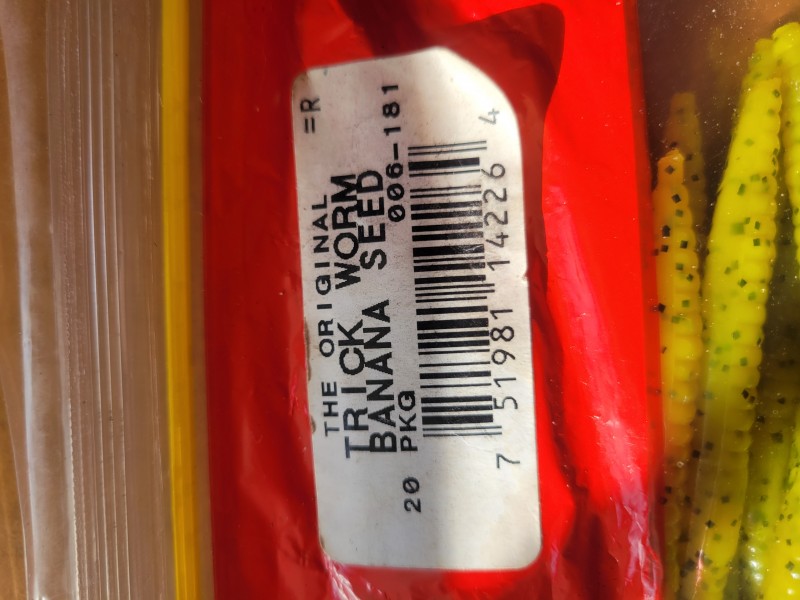 =R
THE ORIGINAL
TRICK WORM
BANANA SEED
20 PKG 006-181
7 51981 14226 4